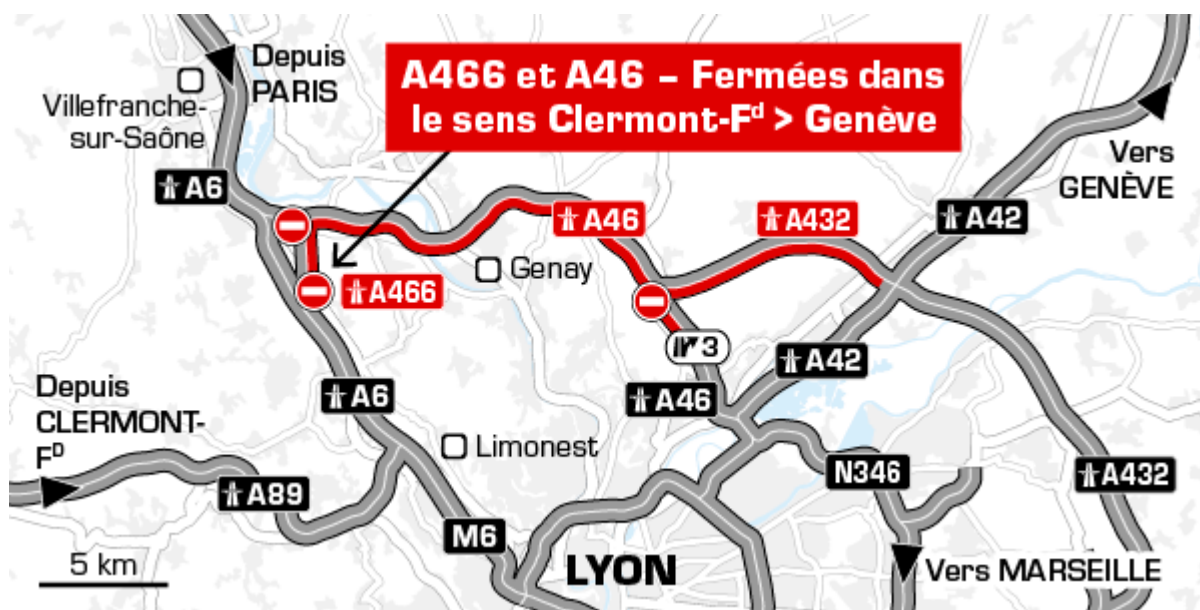 Depuis
PARIS
A466 et A46 – Fermées dans
le sens Clermont-Fᵈ > Genève
Villefranche-
sur-Saône
Vers
GENÈVE
A6
A46
A432
A42
Genay
A466
3
A42
Depuis
CLERMONT-
Fᴰ
A6
A46
Limonest
N346
A432
A89
M6
5 km
LYON
Vers MARSEILLE